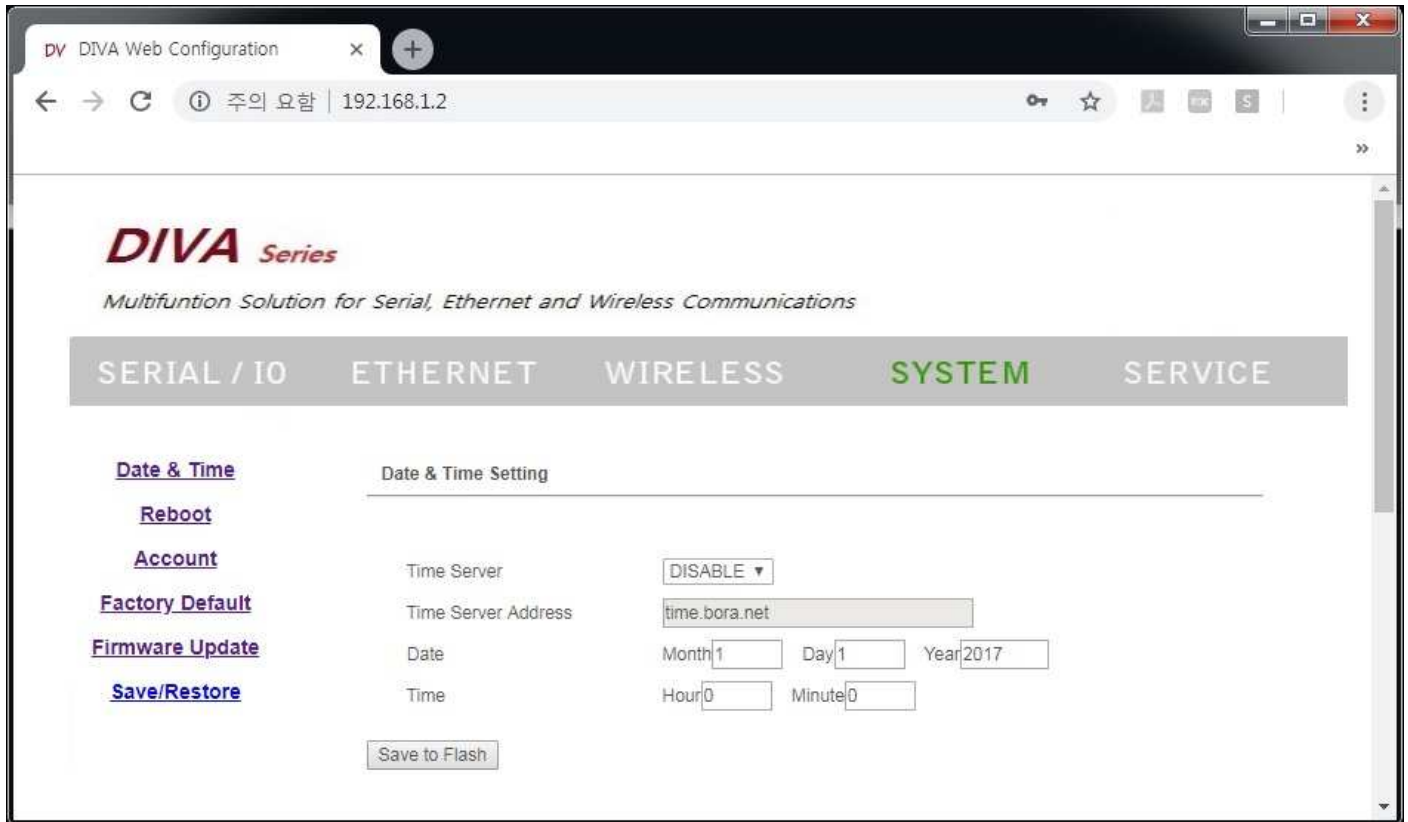 DV DIVA Web Configuration
주의 요함 | 192.168.1.2
DIVA Series
Multifuntion Solution for Serial, Ethernet and Wireless Communications
SERIAL / IO ETHERNET WIRELESS SYSTEM SERVICE
Date & Time
Reboot
Account
Factory Default
Firmware Update
Save/Restore
Date & Time Setting
Time Server DISABLE
Time Server Address time.bora.net
Date Month 1 Day 1 Year 2017
Time Hour 0 Minute 0
Save to Flash